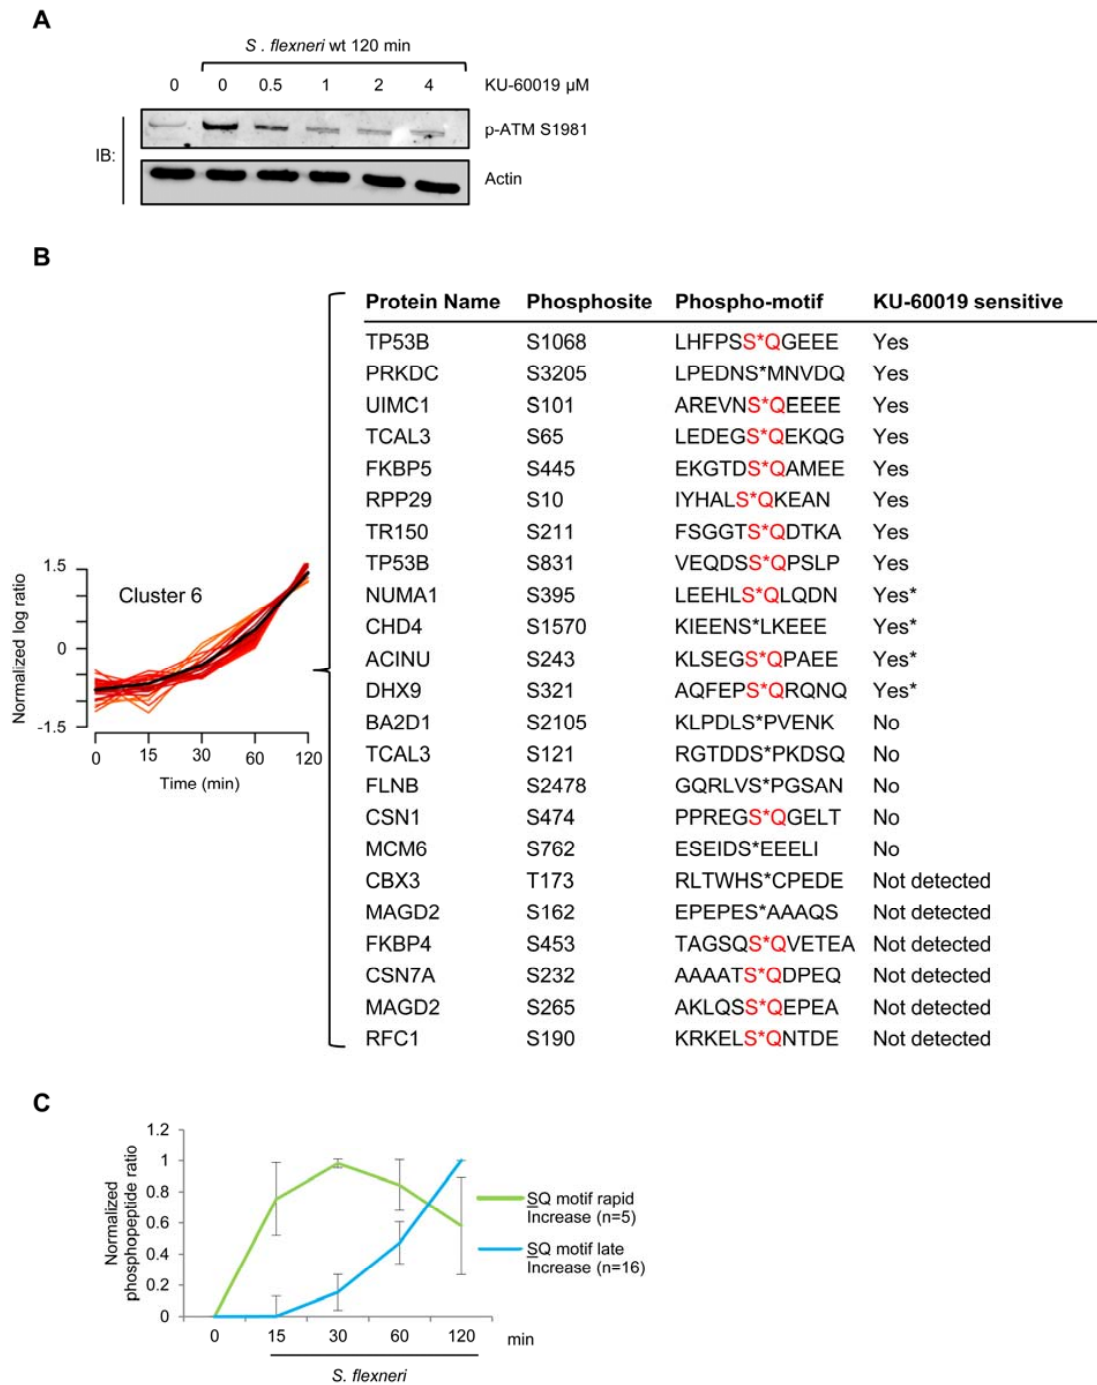 A
S . flexneri wt 120 min
0 0 0.5 1 2 4 KU-60019 µM
IB:
p-ATM S1981
Actin
B
Protein Name Phosphosite Phospho-motif KU-60019 sensitive
TP53B S1068 LHFPSS*QGEEE Yes
PRKDC S3205 LPEDNS*MNVDQ Yes
UIMC1 S101 AREVNS*QEEEE Yes
TCAL3 S65 LEDEGS*QEKQG Yes
FKBP5 S445 EKGTDS*QAMEE Yes
RPP29 S10 IYHALS*QKEAN Yes
TR150 S211 FSGGTS*QDTKA Yes
TP53B S831 VEQDSS*QPSLP Yes
NUMA1 S395 LEEHLS*QLQDN Yes*
CHD4 S1570 KIEENS*LKEEE Yes*
ACINU S243 KLSEGS*QPAEE Yes*
DHX9 S321 AQFEPS*QRQNQ Yes*
BA2D1 S2105 KLPDLS*PVENK No
TCAL3 S121 RGTDDS*PKDSQ No
FLNB S2478 GQRLVS*PGSAN No
CSN1 S474 PPREGS*QGELT No
MCM6 S762 ESEIDS*EEELI No
CBX3 T173 RLTWHS*CPEDE Not detected
MAGD2 S162 EPEPES*AAAQS Not detected
FKBP4 S453 TAGSQS*QVETEA Not detected
CSN7A S232 AAAATS*QDPEQ Not detected
MAGD2 S265 AKLQSS*QEPEA Not detected
RFC1 S190 KRKELS*QNTDE Not detected
Normalized log ratio
1.5
0
-1.5
Cluster 6
0 15 30 60 120
Time (min)
C
Normalized
phosphopeptide ratio
1.2
1
0.8
0.6
0.4
0.2
0
0 15 30 60 120 min
S. flexneri
SQ motif rapid
Increase (n=5)
SQ motif late
Increase (n=16)